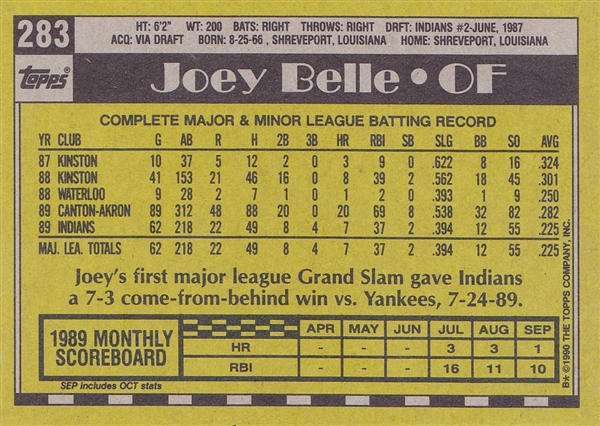 283
HT: 6'2" WT: 200 BATS: RIGHT THROWS: RIGHT DRFT: INDIANS #2-JUNE, 1987
ACQ: VIA DRAFT BORN: 8-25-66 , SHREVEPORT, LOUISIANA HOME: SHREVEPORT, LOUISIANA
Topps®
Joey Belle • OF
COMPLETE MAJOR & MINOR LEAGUE BATTING RECORD
YR CLUB G AB R H 2B 3B HR RBI SB SLG BB SO AVG
87 KINSTON 10 37 5 12 2 0 3 9 0 .622 8 16 .324
88 KINSTON 41 153 21 46 16 0 8 39 2 .562 18 45 .301
88 WATERLOO 9 28 2 7 1 0 1 2 0 .393 1 9 .250
89 CANTON-AKRON 89 312 48 88 20 0 20 69 8 .538 32 82 .282
89 INDIANS 62 218 22 49 8 4 7 37 2 .394 12 55 .225
MAJ. LEA. TOTALS 62 218 22 49 8 4 7 37 2 .394 12 55 .225
Joey's first major league Grand Slam gave Indians
a 7-3 come-from-behind win vs. Yankees, 7-24-89.
1989 MONTHLY
SCOREBOARD
APR MAY JUN JUL AUG SEP
HR - - - 3 3 1
RBI - - - 16 11 10
SEP includes OCT stats
B* ©1990 THE TOPPS COMPANY, INC.